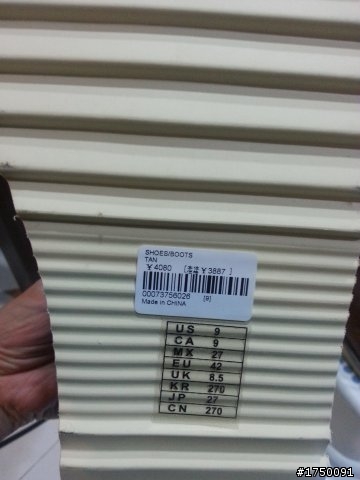 SHOES/BOOTS
TAN
¥4080 [本体 ¥3887 ]
00073756026 [9]
Made in CHINA
US 9
CA 9
MX 27
EU 42
UK 8.5
KR 270
JP 27
CN 270
#1750091